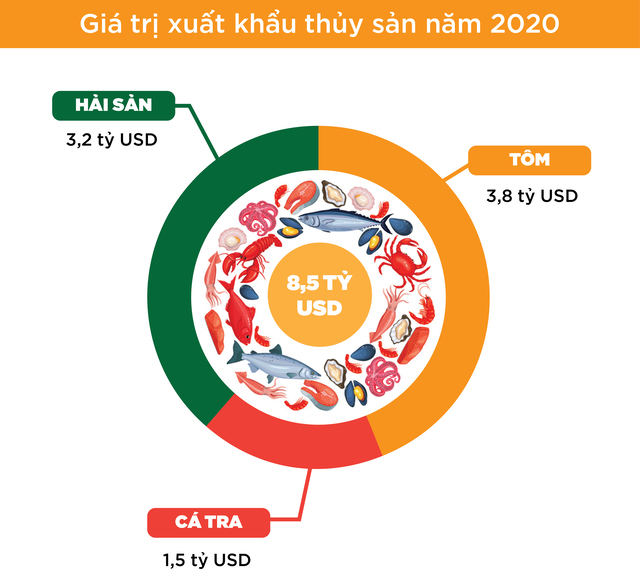 Giá trị xuất khẩu thủy sản năm 2020
HẢI SẢN
3,2 tỷ USD
TÔM
3,8 tỷ USD
8,5 TỶ
USD
CÁ TRA
1,5 tỷ USD